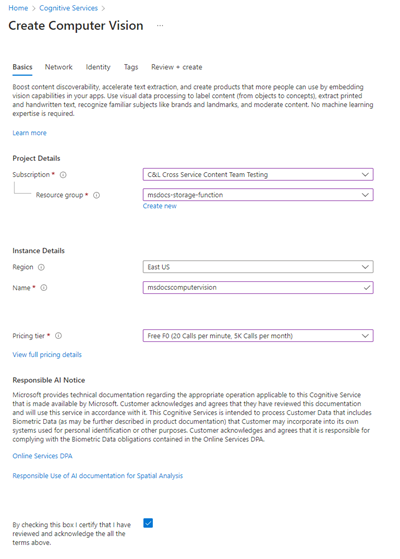 Home > Cognitive Services >
Create Computer Vision ...
Basics Network Identity Tags Review + create
Boost content discoverability, accelerate text extraction, and create products that more people can use by embedding
vision capabilities in your apps. Use visual data processing to label content (from objects to concepts), extract printed
and handwritten text, recognize familiar subjects like brands and landmarks, and moderate content. No machine learning
expertise is required.
Learn more
Project Details
Subscription * C&L Cross Service Content Team Testing
Resource group * msdocs-storage-function
Create new
Instance Details
Region East US
Name * msdocscomputervision
Pricing tier * Free F0 (20 Calls per minute, 5K Calls per month)
View full pricing details
Responsible AI Notice
Microsoft provides technical documentation regarding the appropriate operation applicable to this Cognitive Service
that is made available by Microsoft. Customer acknowledges and agrees that they have reviewed this documentation
and will use this service in accordance with it. This Cognitive Services is intended to process Customer Data that includes
Biometric Data (as may be further described in product documentation) that Customer may incorporate into its own
systems used for personal identification or other purposes. Customer acknowledges and agrees that it is responsible for
complying with the Biometric Data obligations contained in the Online Services DPA.
Online Services DPA
Responsible Use of AI documentation for Spatial Analysis
By checking this box I certify that I have
reviewed and acknowledge the all the
terms above.